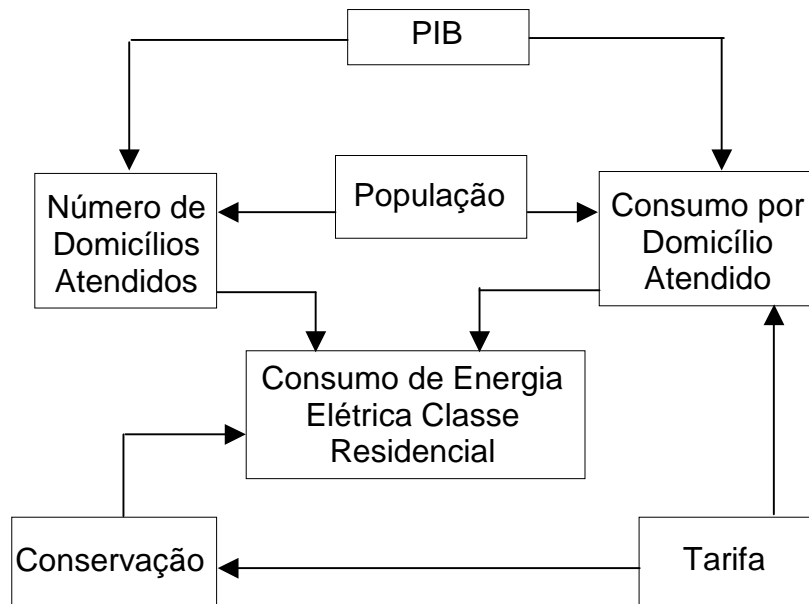 PIB
População
Número de
Domicílios
Atendidos
Consumo por
Domicílio
Atendido
Consumo de Energia
Elétrica Classe
Residencial
Conservação
Tarifa